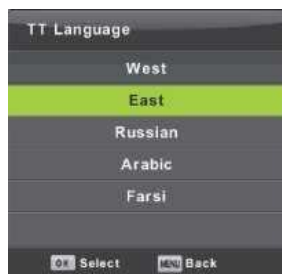 TT Language
West
East
Russian
Arabic
Farsi
OK Select MENU Back